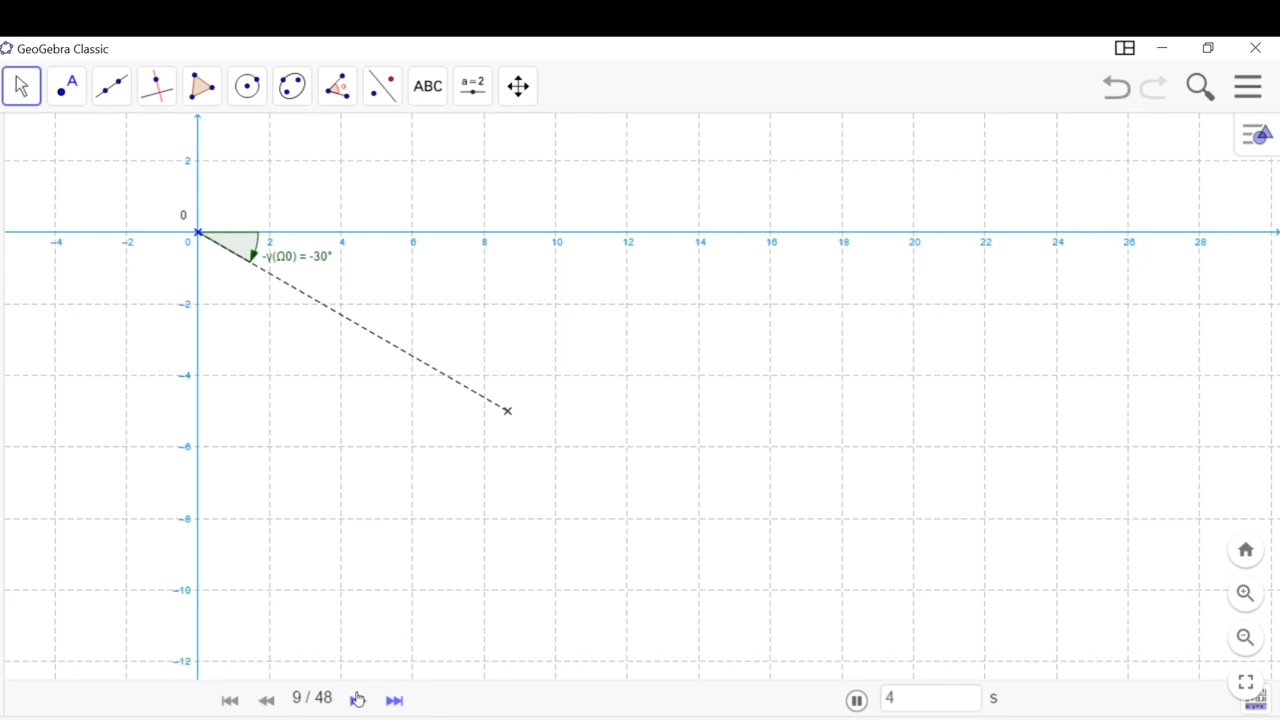 GeoGebra Classic
A
α
ABC
a=2
2
0
-4 -2 0 2 4 6 8 10 12 14 16 18 20 22 24 26 28
-γ(Ω0) = -30°
-2
-4
-6
-8
-10
-12
9 / 48
4 s